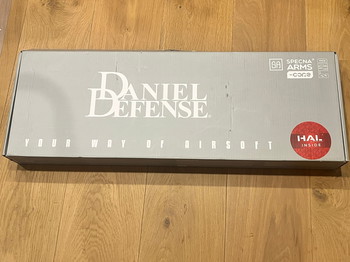 DANIEL
DEFENSE
SPECNA
ARMS
YOUR WAY OF AIRSOFT
HAL
INSIDE